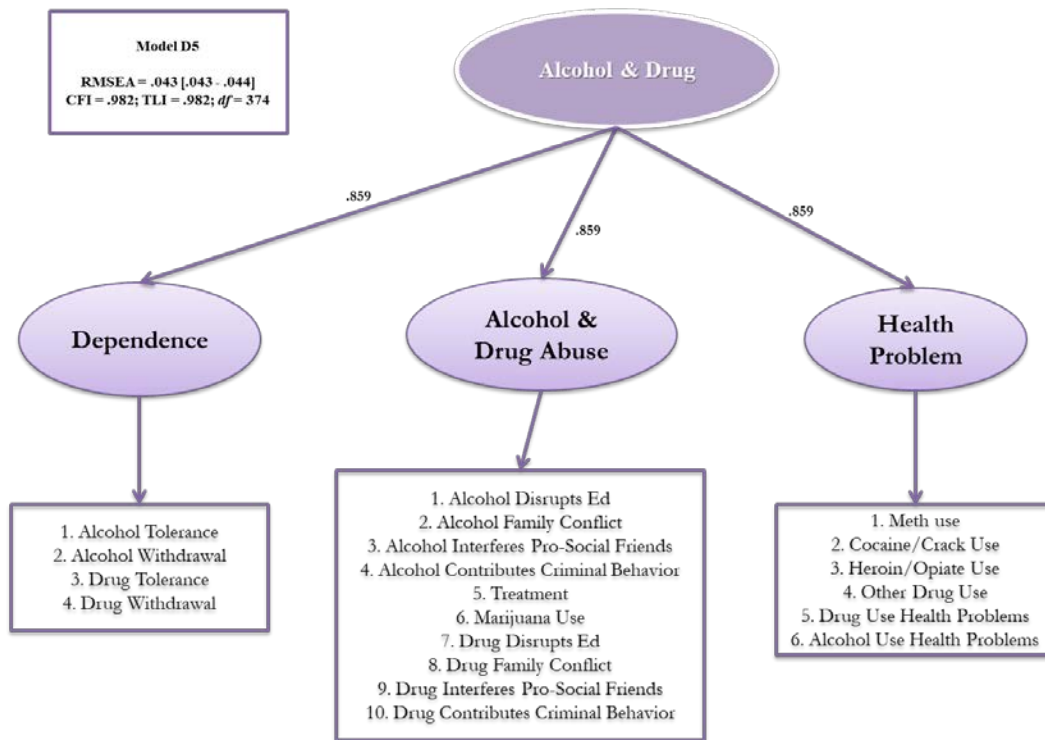 Model D5
RMSEA = .043 [.043 - .044]
CFI = .982; TLI = .982; df = 374
Alcohol & Drug
.859
.859
.859
Dependence
Alcohol &
Drug Abuse
Health
Problem
1. Alcohol Tolerance
2. Alcohol Withdrawal
3. Drug Tolerance
4. Drug Withdrawal
1. Alcohol Disrupts Ed
2. Alcohol Family Conflict
3. Alcohol Interferes Pro-Social Friends
4. Alcohol Contributes Criminal Behavior
5. Treatment
6. Marijuana Use
7. Drug Disrupts Ed
8. Drug Family Conflict
9. Drug Interferes Pro-Social Friends
10. Drug Contributes Criminal Behavior
1. Meth use
2. Cocaine/Crack Use
3. Heroin/Opiate Use
4. Other Drug Use
5. Drug Use Health Problems
6. Alcohol Use Health Problems